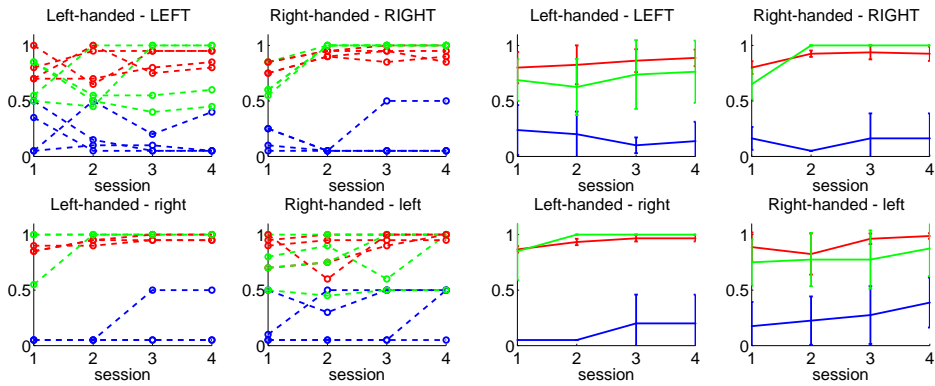 Left-handed - LEFT
Right-handed - RIGHT
Left-handed - LEFT
Right-handed - RIGHT
1
0.5
0
1 2 3 4
session
1
0.5
0
1 2 3 4
session
1
0.5
0
1 2 3 4
session
1
0.5
0
1 2 3 4
session
Left-handed - right
Right-handed - left
Left-handed - right
Right-handed - left
1
0.5
0
1 2 3 4
session
1
0.5
0
1 2 3 4
session
1
0.5
0
1 2 3 4
session
1
0.5
0
1 2 3 4
session